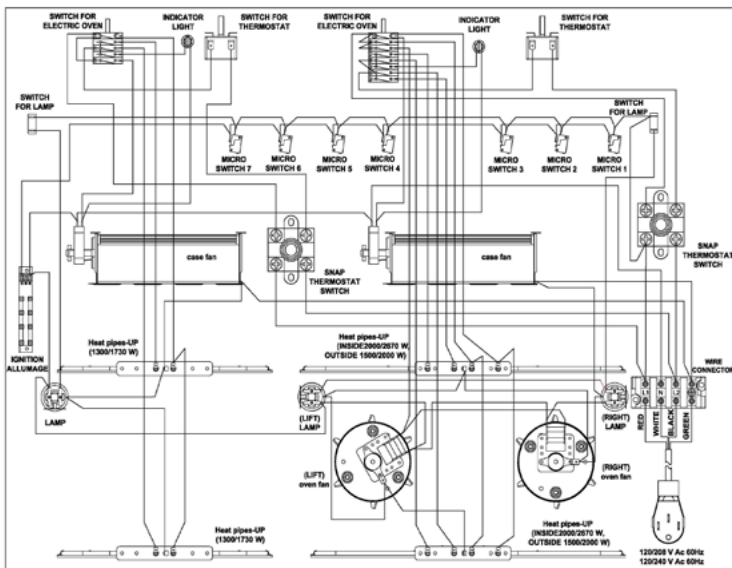 SWITCH FOR
ELECTRIC OVEN
INDICATOR
LIGHT
SWITCH FOR
THERMOSTAT
SWITCH FOR
ELECTRIC OVEN
INDICATOR
LIGHT
SWITCH FOR
THERMOSTAT
SWITCH
FOR LAMP
SWITCH
FOR LAMP
MICRO
SWITCH 7
MICRO
SWITCH 6
MICRO
SWITCH 5
MICRO
SWITCH 4
MICRO
SWITCH 3
MICRO
SWITCH 2
MICRO
SWITCH 1
case fan
SNAP
THERMOSTAT
SWITCH
case fan
SNAP
THERMOSTAT
SWITCH
IGNITION
ALLUMAGE
Heat pipes-UP
(1300/1730 W)
Heat pipes-UP
(INSIDE2000/2670 W,
OUTSIDE 1500/2000 W)
WIRE
CONNECTOR
L1
N
L2
RED
WHITE
BLACK
GREEN
LAMP
(LIFT)
LAMP
(RIGHT)
LAMP
(LIFT)
oven fan
(RIGHT)
oven fan
Heat pipes-UP
(1300/1730 W)
Heat pipes-UP
(INSIDE2000/2670 W,
OUTSIDE 1500/2000 W)
120/208 V Ac 60Hz
120/240 V Ac 60Hz